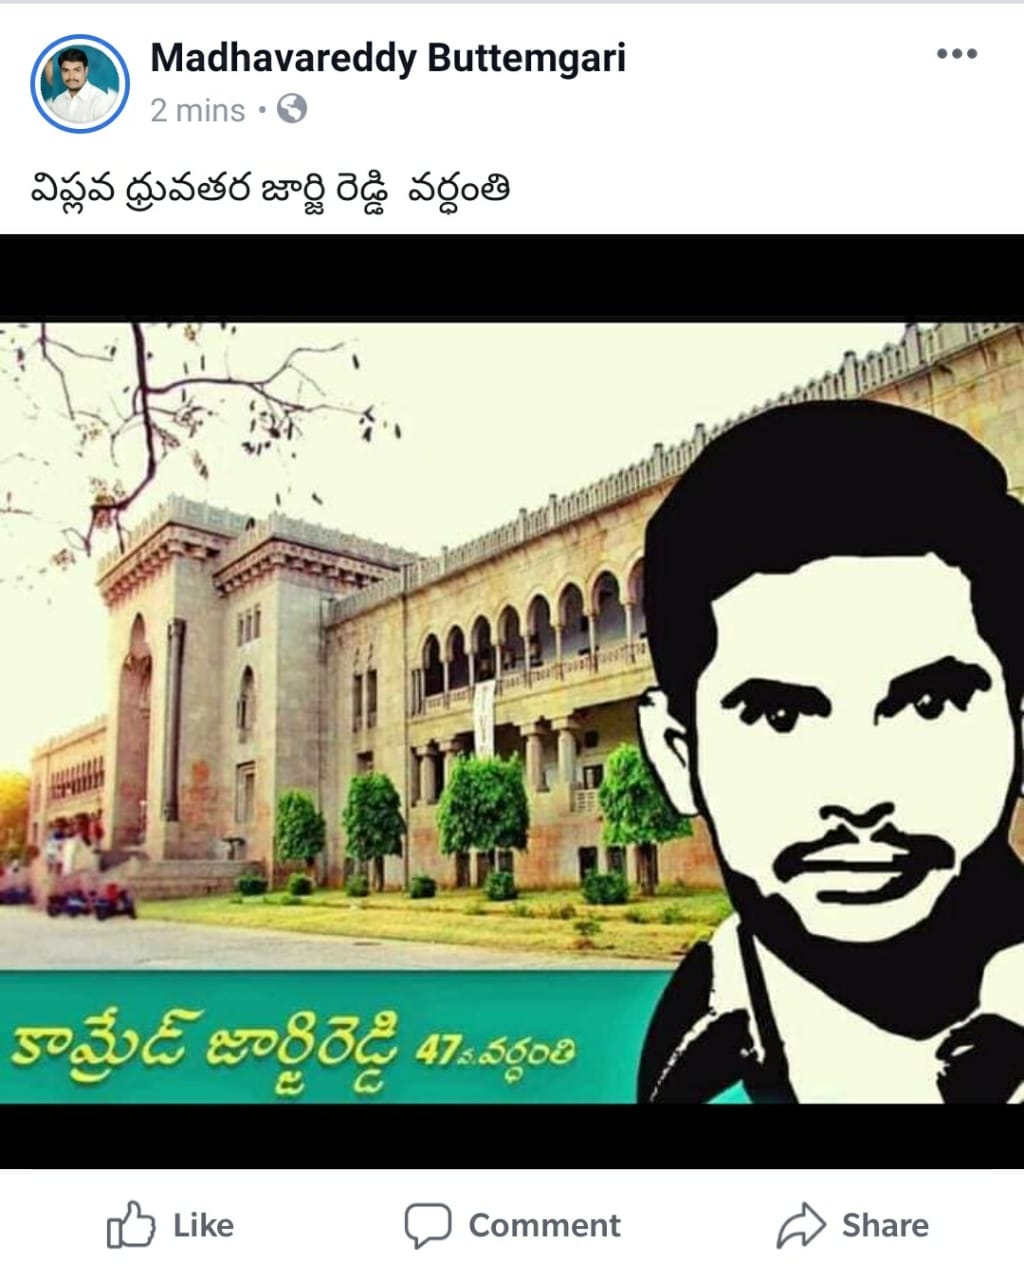 Madhavareddy Buttemgari
2 mins
విప్లవ ధ్రువతర జార్జి రెడ్డి వర్ధంతి
కామ్రేడ్ జార్జిరెడ్డి 47వ.వర్ధంతి
Like
Comment
Share